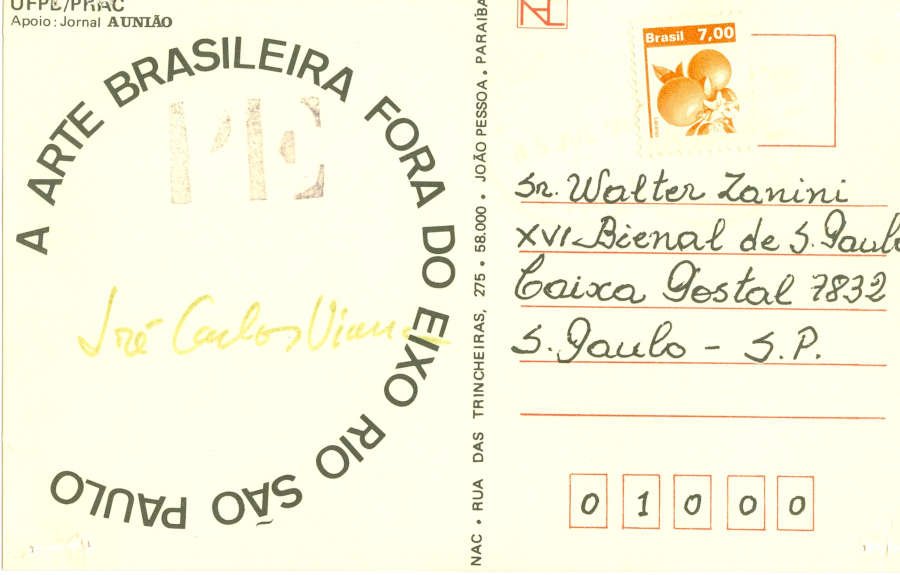 UFPE/PRAC
Apoio: Jornal A UNIÃO
A ARTE BRASILEIRA FORA DO EIXO RIO SÃO PAULO
PE
José Carlos Viana
NAC • RUA DAS TRINCHEIRAS, 275 • 58.000 • JOÃO PESSOA • PARAÍBA
Brasil 7,00
Sr. Walter Zanini
XVI Bienal de S. Paulo
Caixa Postal 7832
S. Paulo - S.P.
0 1 0 0 0